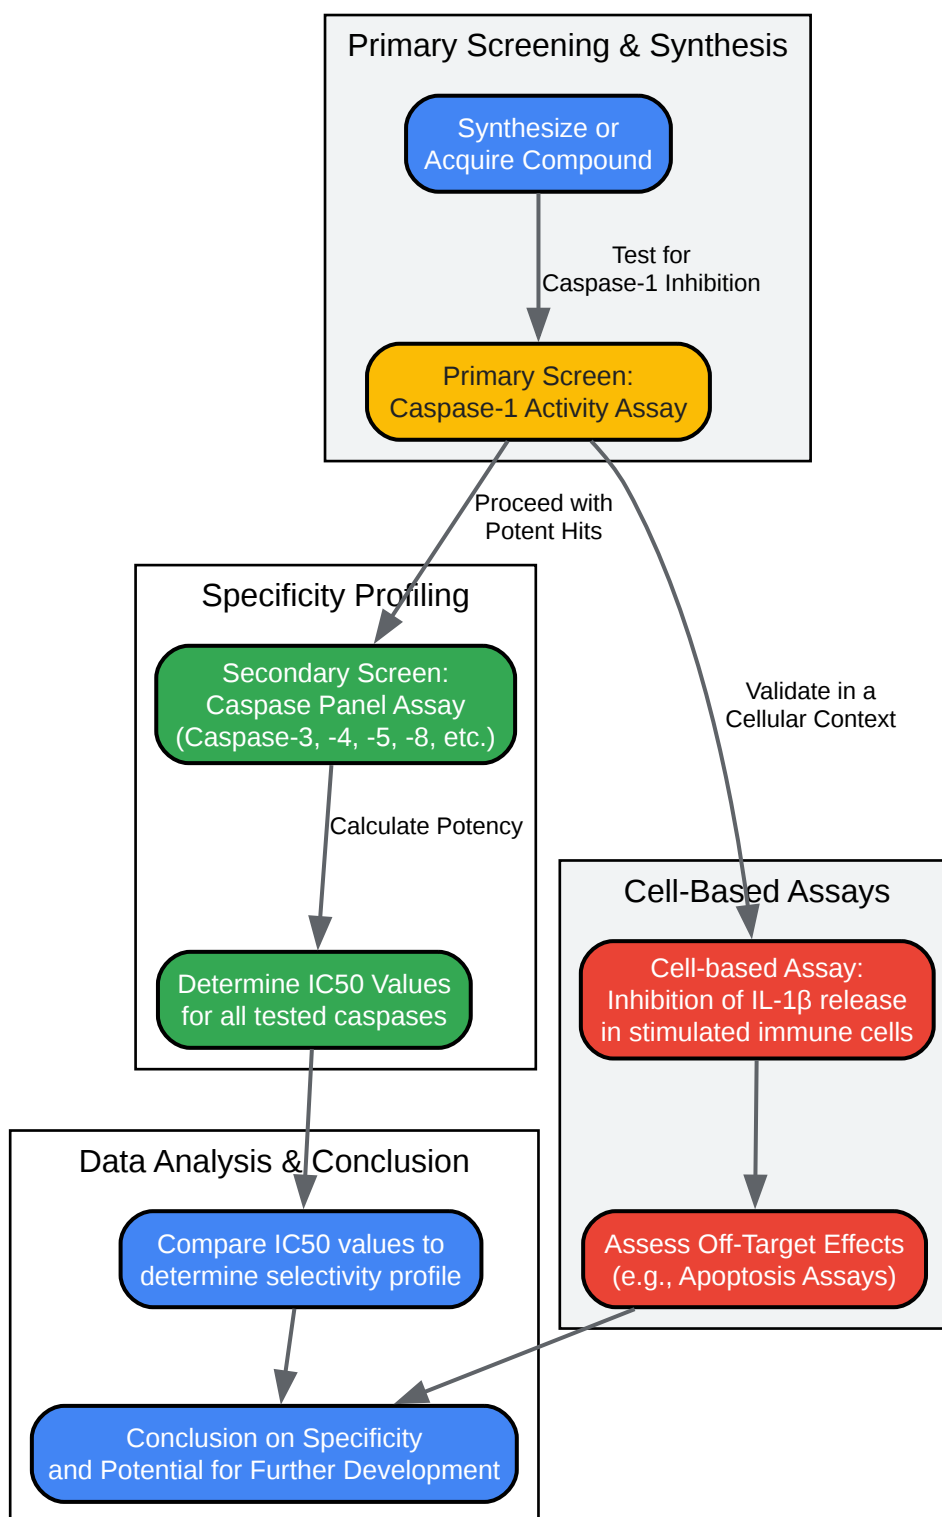 Primary Screening & Synthesis
Synthesize or
Acquire Compound
Test for
Caspase-1 Inhibition
Primary Screen:
Caspase-1 Activity Assay
Proceed with
Potent Hits
Specificity Profiling
Secondary Screen:
Caspase Panel Assay
(Caspase-3, -4, -5, -8, etc.)
Validate in a
Cellular Context
Calculate Potency
Cell-Based Assays
Cell-based Assay:
Inhibition of IL-1β release
in stimulated immune cells
Determine IC50 Values
for all tested caspases
Data Analysis & Conclusion
Compare IC50 values to
determine selectivity profile
Assess Off-Target Effects
(e.g., Apoptosis Assays)
Conclusion on Specificity
and Potential for Further Development